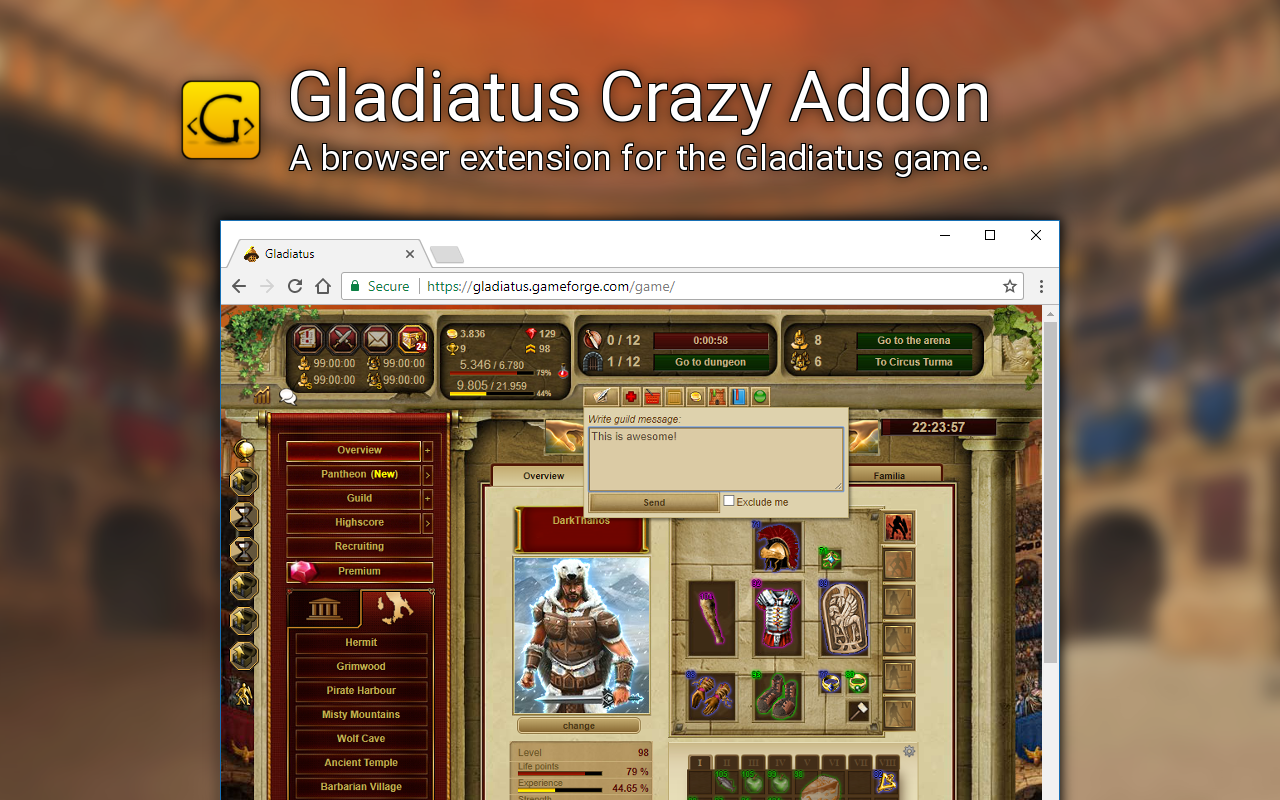 G
Gladiatus Crazy Addon
A browser extension for the Gladiatus game.
Gladiatus
Secure
https://gladiatus.gameforge.com/game/
24
99:00:00 99:00:00
99:00:00 99:00:00
3.836 129
9 98
5.346 / 6.780
79%
9.805 / 21.959
44%
0 / 12 0:00:58
1 / 12 Go to dungeon
8 Go to the arena
6 To Circus Turma
22:23:57
Write guild message:
This is awesome!
Send Exclude me
Overview +
Pantheon (New) >
Guild +
Highscore >
Recruiting
Premium
Hermit
Grimwood
Pirate Harbour
Misty Mountains
Wolf Cave
Ancient Temple
Barbarian Village
Overview
Familia
DarkThanos
change
Level 98
Life points
79 %
Experience
44.65 %
Strength
I II III IV V VI VII VIII